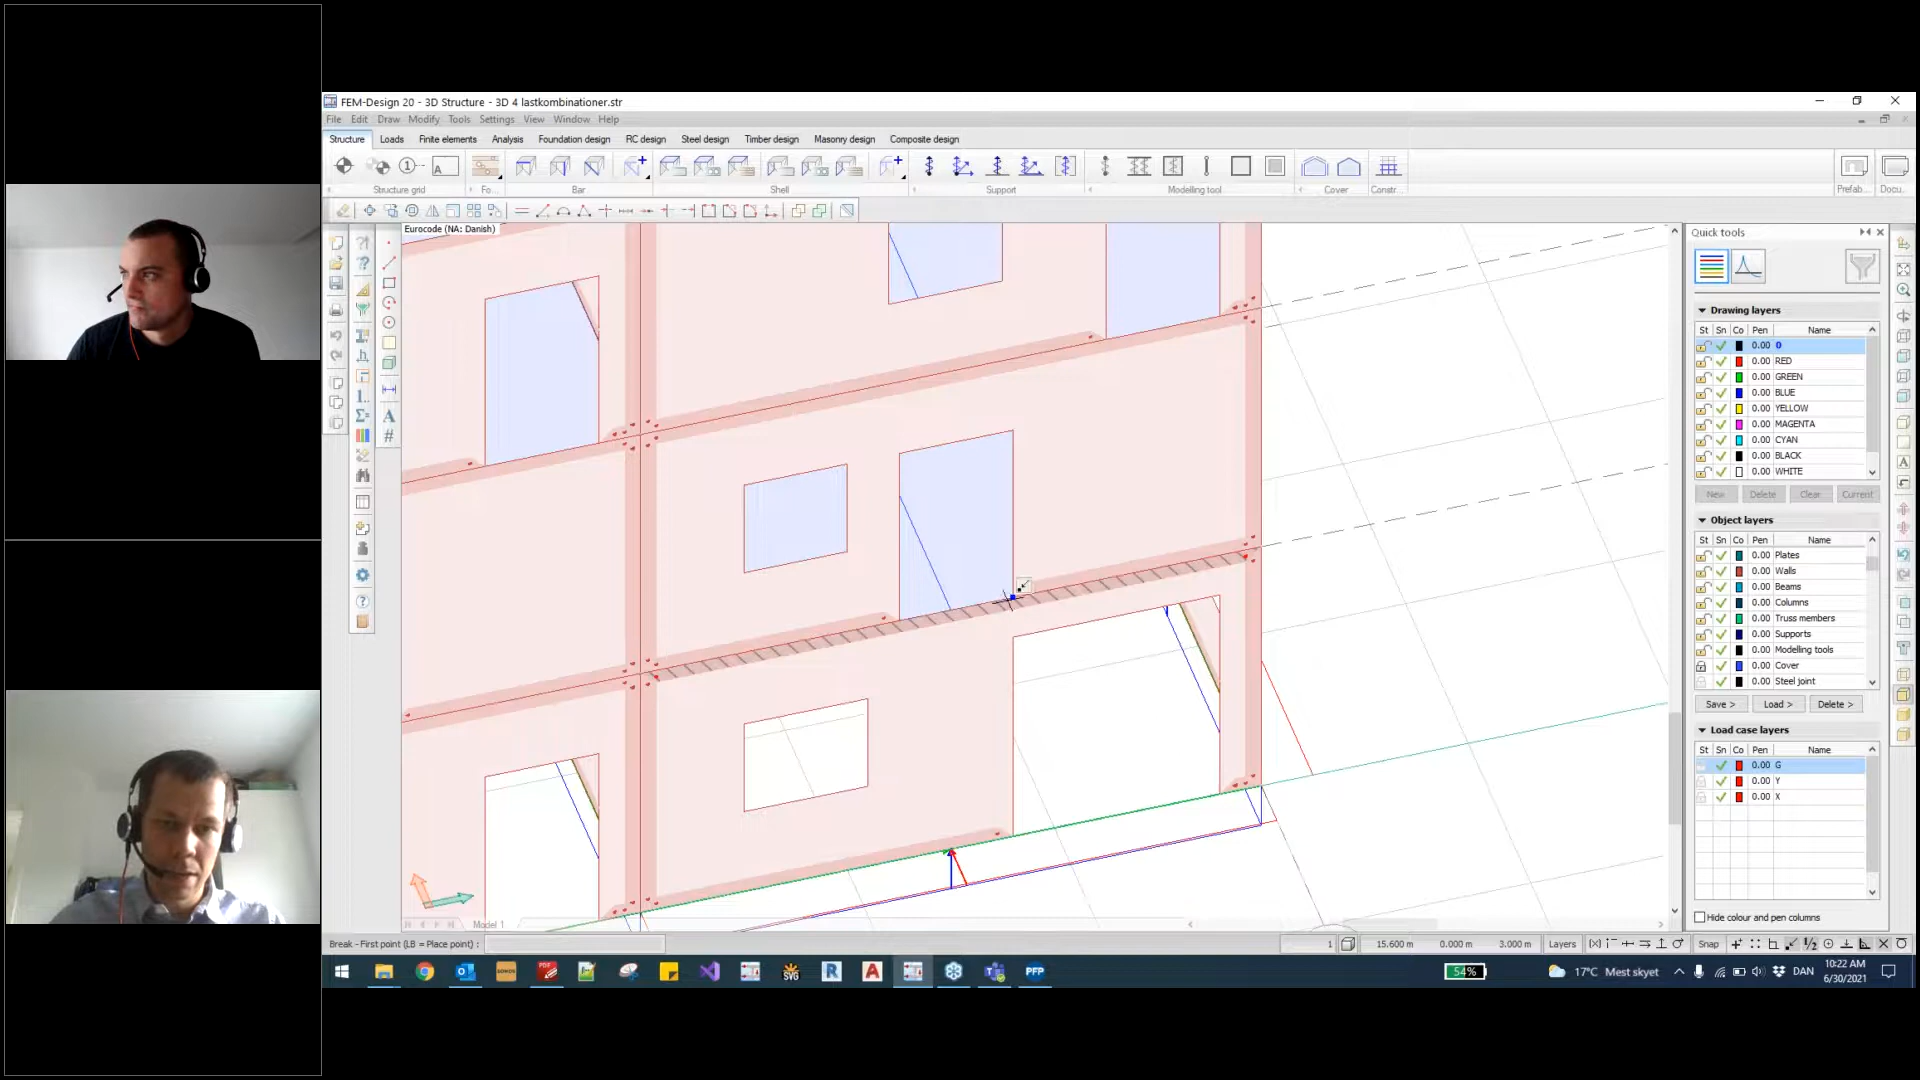 FEM-Design 20 - 3D Structure - 3D 4 lastkombinationer.str
File Edit Draw Modify Tools Settings View Window Help
Structure Loads Finite elements Analysis Foundation design RC design Steel design Timber design Masonry design Composite design
Structure grid Fo... Bar Shell Support Modelling tool Cover Constr... Prefab... Docu...
Eurocode (NA: Danish)
Quick tools
Drawing layers
St Sn Co Pen Name
0.00 0
0.00 RED
0.00 GREEN
0.00 BLUE
0.00 YELLOW
0.00 MAGENTA
0.00 CYAN
0.00 BLACK
0.00 WHITE
New Delete Clear Current
Object layers
St Sn Co Pen Name
0.00 Plates
0.00 Walls
0.00 Beams
0.00 Columns
0.00 Truss members
0.00 Supports
0.00 Modelling tools
0.00 Cover
0.00 Steel joint
Save > Load > Delete >
Load case layers
St Sn Co Pen Name
0.00 G
0.00 Y
0.00 X
Hide colour and pen columns
Model 1
Break - First point (LB = Place point) :
1 15.600 m 0.000 m 3.000 m Layers Snap
54% 17°C Mest skyet DAN 10:22 AM
6/30/2021